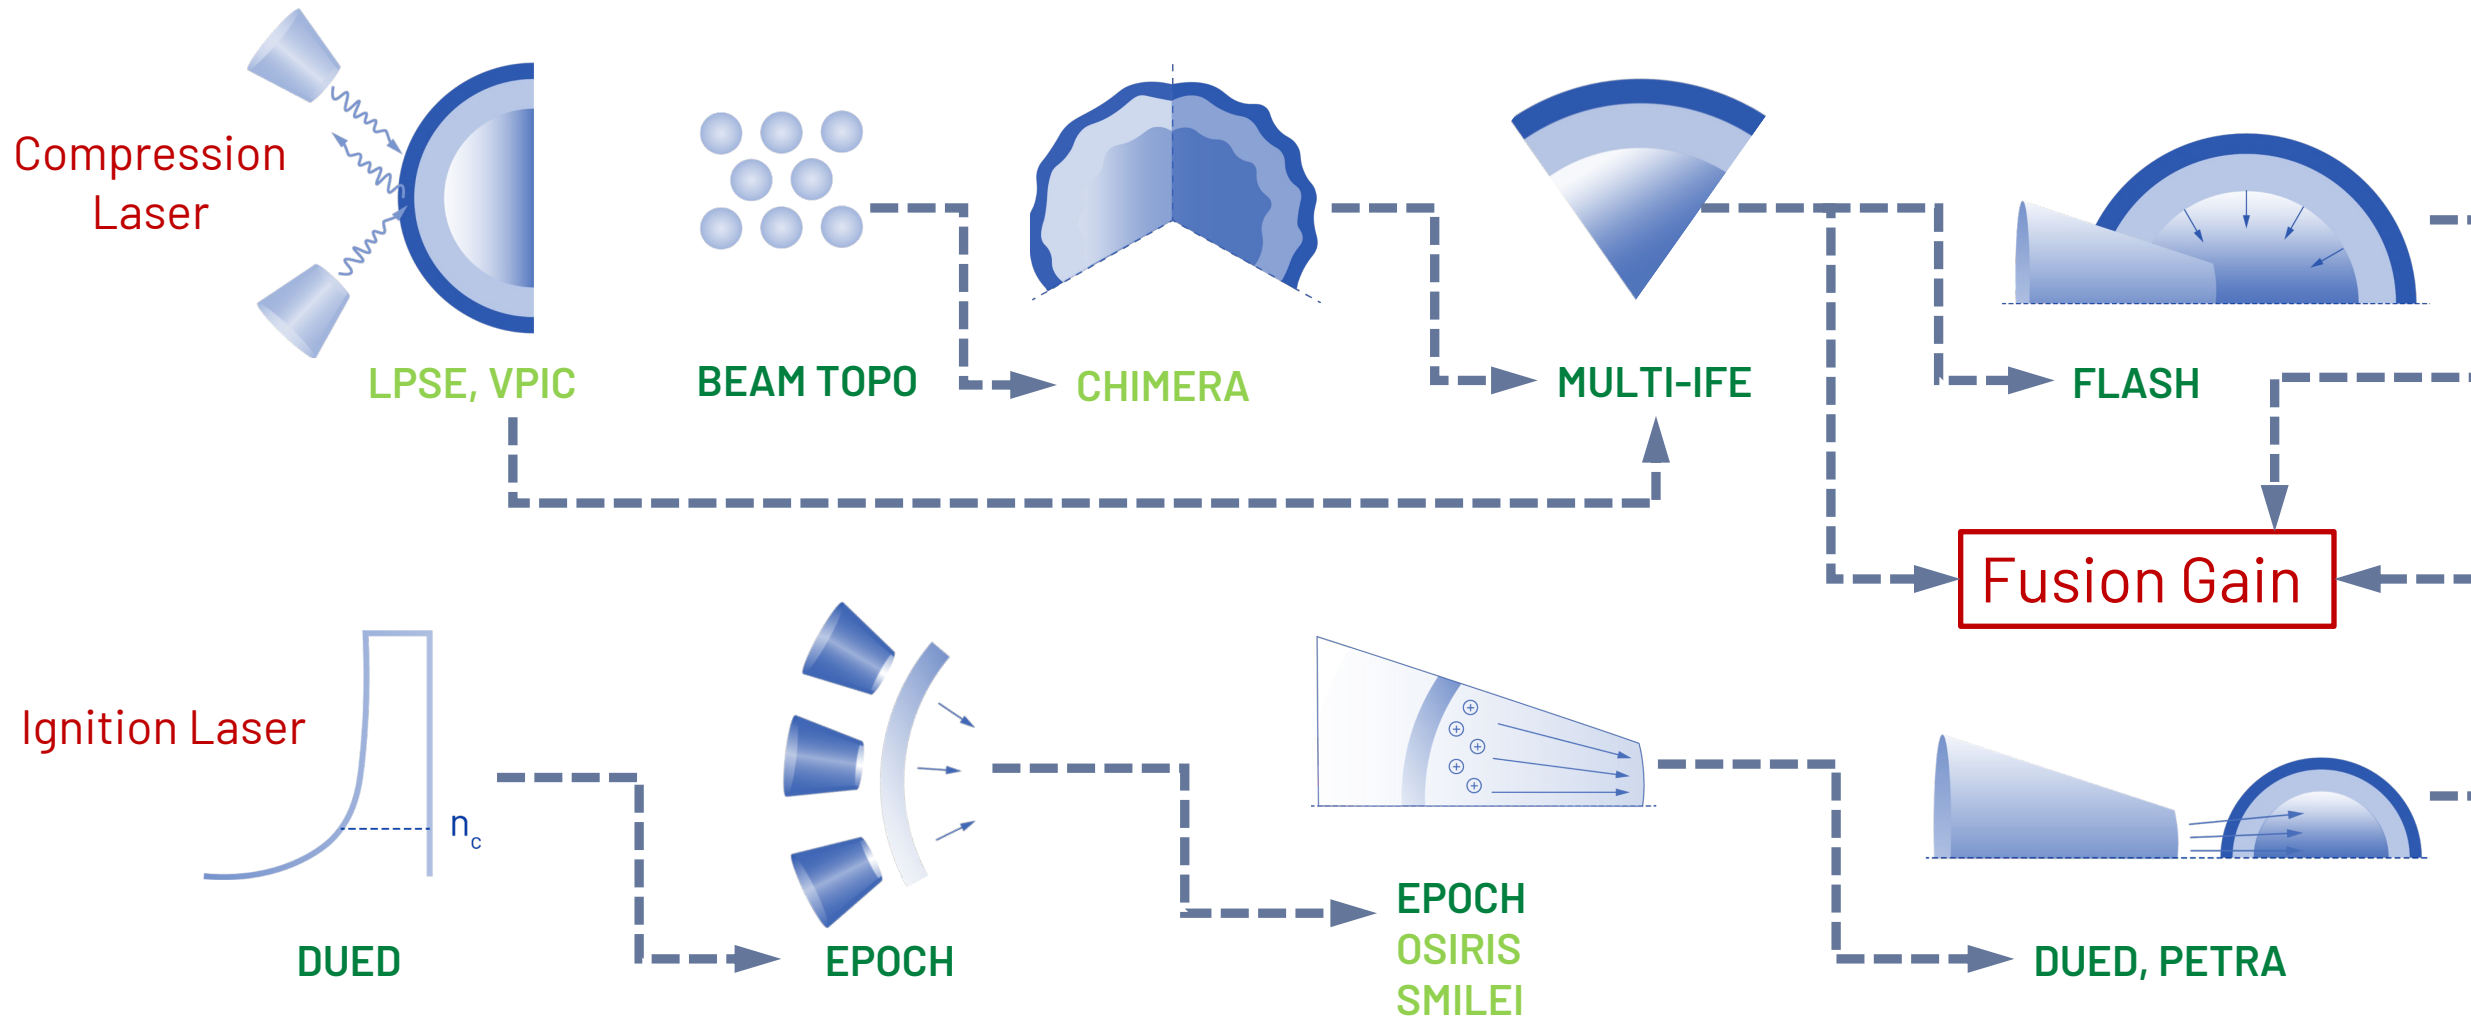 Compression
Laser
LPSE, VPIC
BEAM TOPO
CHIMERA
MULTI-IFE
FLASH
Fusion Gain
Ignition Laser
nc
DUED
EPOCH
EPOCH
OSIRIS
SMILEI
DUED, PETRA